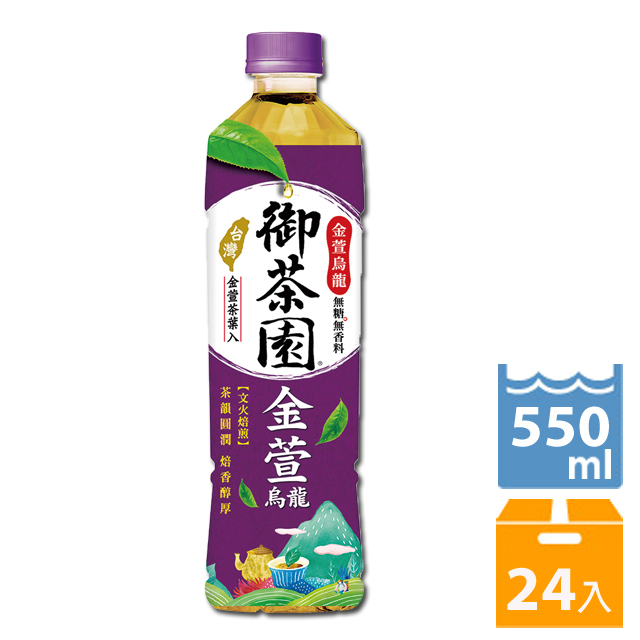 御茶園®
金萱烏龍
無糖。無香料
台灣
金萱茶葉入
金萱
烏龍
【文火焙煎】
茶韻圓潤 焙香醇厚
550
ml
24入